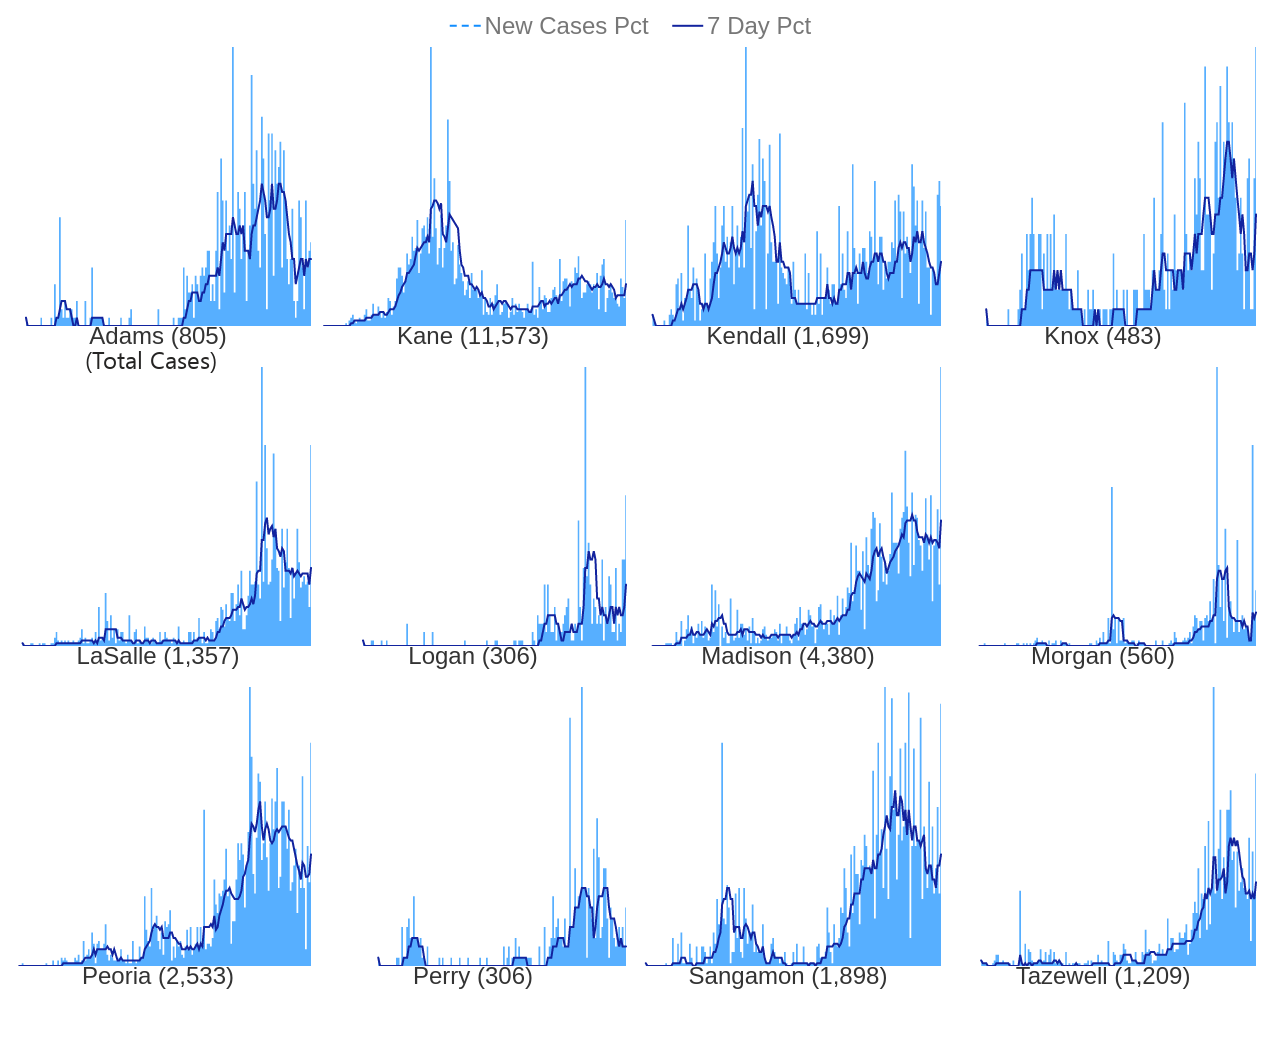 New Cases Pct 7 Day Pct
Adams (805) Kane (11,573) Kendall (1,699) Knox (483)
(Total Cases)
LaSalle (1,357) Logan (306) Madison (4,380) Morgan (560)
Peoria (2,533) Perry (306) Sangamon (1,898) Tazewell (1,209)